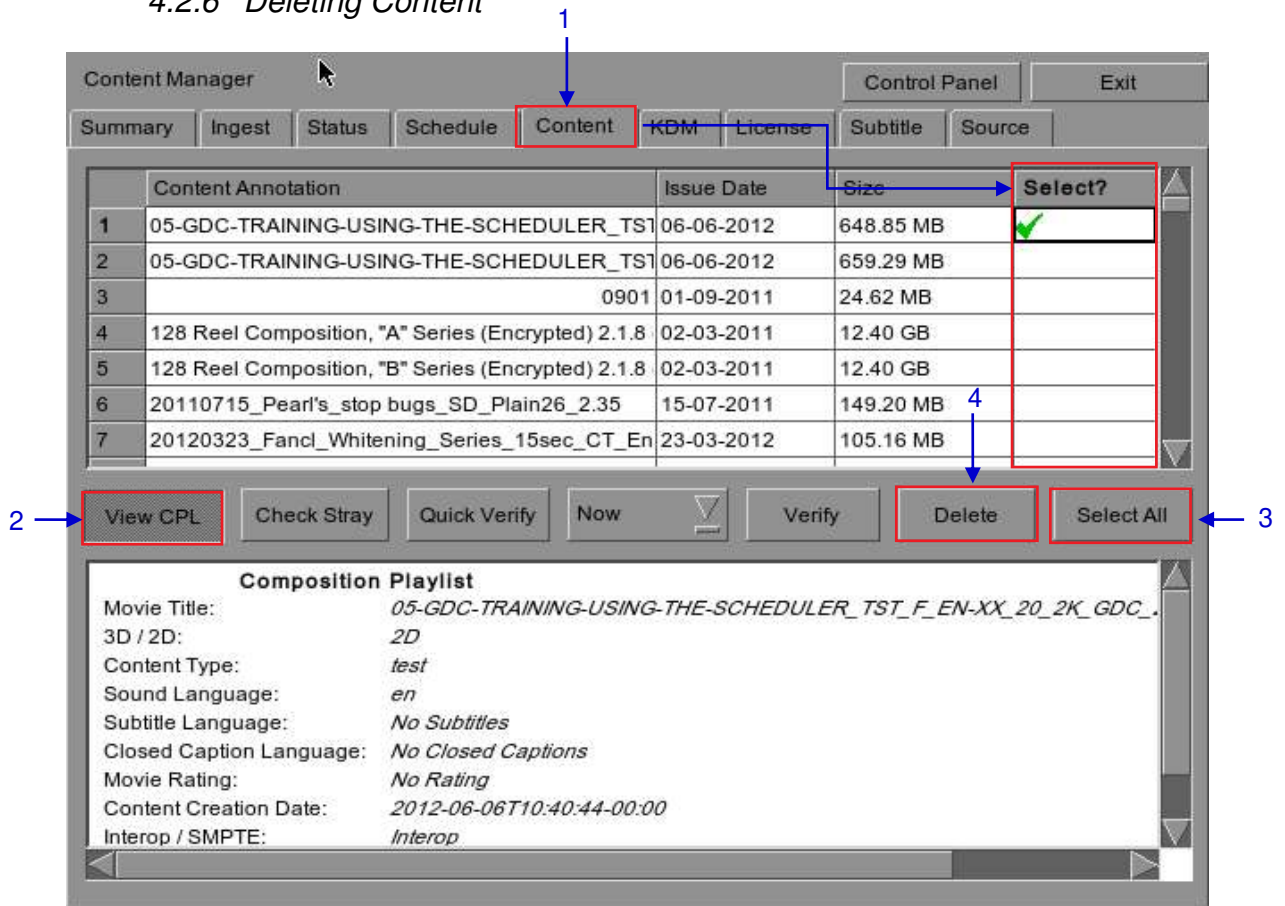 4.2.6 Deleting Content
1
Content Manager Control Panel Exit
Summary Ingest Status Schedule Content KDM License Subtitle Source
Content Annotation Issue Date Size Select?
1 05-GDC-TRAINING-USING-THE-SCHEDULER_TST 06-06-2012 648.85 MB
2 05-GDC-TRAINING-USING-THE-SCHEDULER_TST 06-06-2012 659.29 MB
3 0901 01-09-2011 24.62 MB
4 128 Reel Composition, "A" Series (Encrypted) 2.1.8 02-03-2011 12.40 GB
5 128 Reel Composition, "B" Series (Encrypted) 2.1.8 02-03-2011 12.40 GB
6 20110715_Pearl's_stop bugs_SD_Plain26_2.35 15-07-2011 149.20 MB
4
7 20120323_Fancl_Whitening_Series_15sec_CT_En 23-03-2012 105.16 MB
2 View CPL Check Stray Quick Verify Now Verify Delete Select All 3
Composition Playlist
Movie Title: 05-GDC-TRAINING-USING-THE-SCHEDULER_TST_F_EN-XX_20_2K_GDC_
3D / 2D: 2D
Content Type: test
Sound Language: en
Subtitle Language: No Subtitles
Closed Caption Language: No Closed Captions
Movie Rating: No Rating
Content Creation Date: 2012-06-06T10:40:44-00:00
Interop / SMPTE: Interop